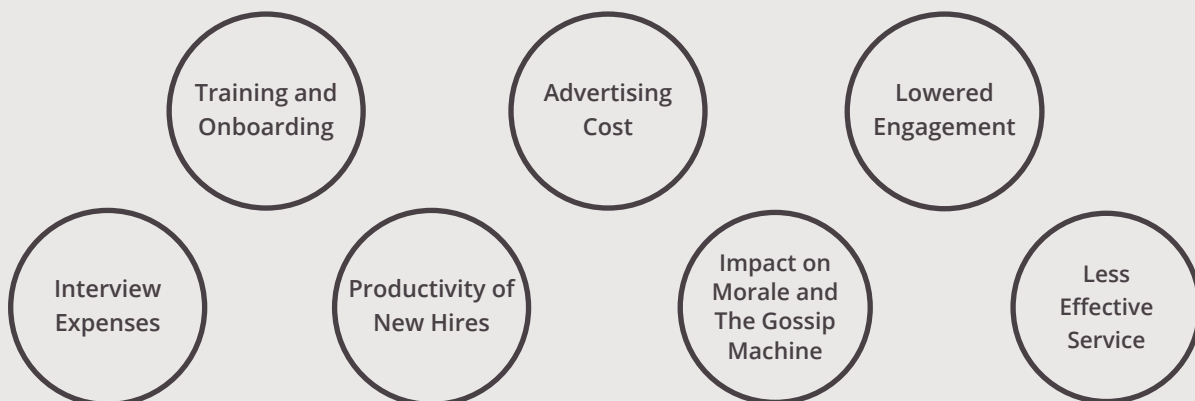 Training and
Onboarding
Advertising
Cost
Lowered
Engagement
Interview
Expenses
Productivity of
New Hires
Impact on
Morale and
The Gossip
Machine
Less
Effective
Service